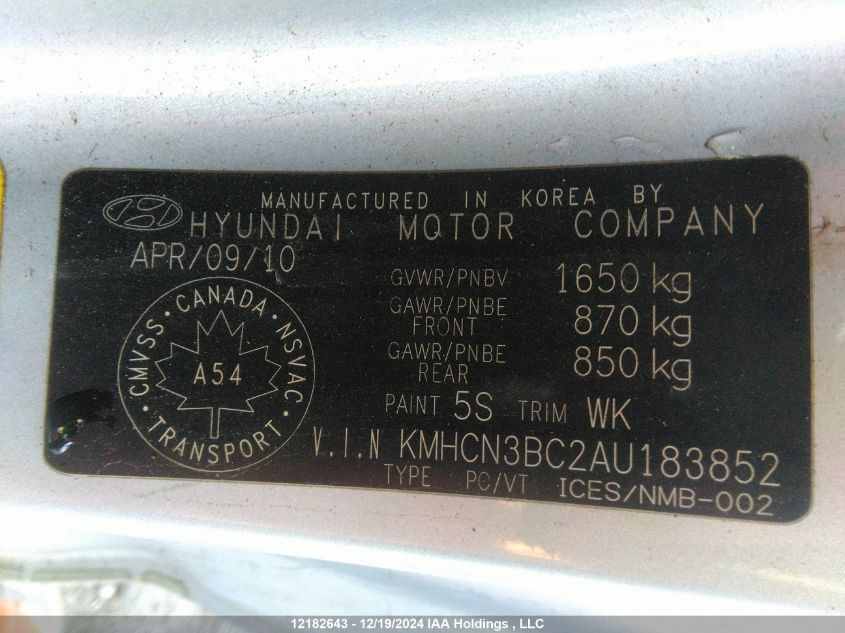 MANUFACTURED IN KOREA BY
HYUNDAI MOTOR COMPANY
APR/09/10
GVWR/PNBV 1650 kg
GAWR/PNBE FRONT 870 kg
GAWR/PNBE REAR 850 kg
CMVSS · CANADA · NSVAC · TRANSPORT ·
A54
PAINT 5S TRIM WK
V.I.N KMHCN3BC2AU183852
TYPE PC/VT ICES/NMB-002
12182643 - 12/19/2024 IAA Holdings , LLC